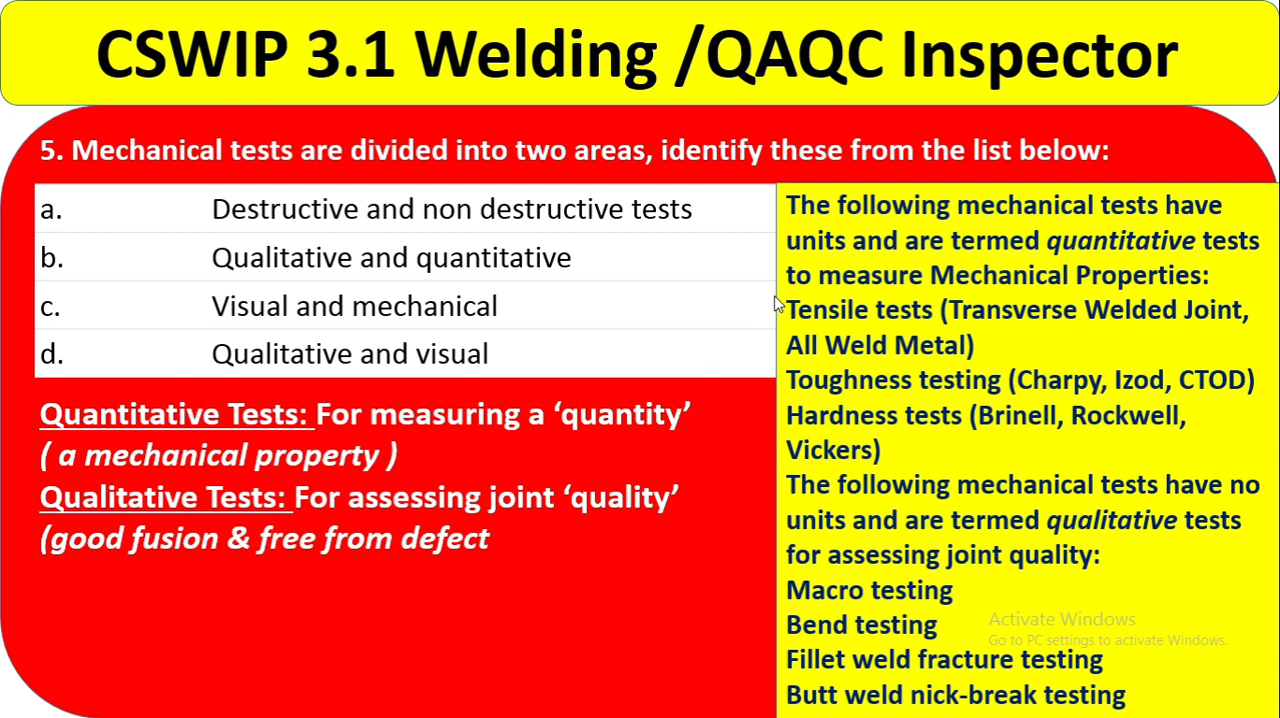 CSWIP 3.1 Welding /QAQC Inspector
5. Mechanical tests are divided into two areas, identify these from the list below:
a. Destructive and non destructive tests
b. Qualitative and quantitative
c. Visual and mechanical
d. Qualitative and visual
Quantitative Tests: For measuring a ‘quantity’
( a mechanical property )
Qualitative Tests: For assessing joint ‘quality’
(good fusion & free from defect
The following mechanical tests have
units and are termed quantitative tests
to measure Mechanical Properties:
Tensile tests (Transverse Welded Joint,
All Weld Metal)
Toughness testing (Charpy, Izod, CTOD)
Hardness tests (Brinell, Rockwell,
Vickers)
The following mechanical tests have no
units and are termed qualitative tests
for assessing joint quality:
Macro testing
Bend testing
Fillet weld fracture testing
Butt weld nick-break testing
Activate Windows
Go to PC settings to activate Windows.